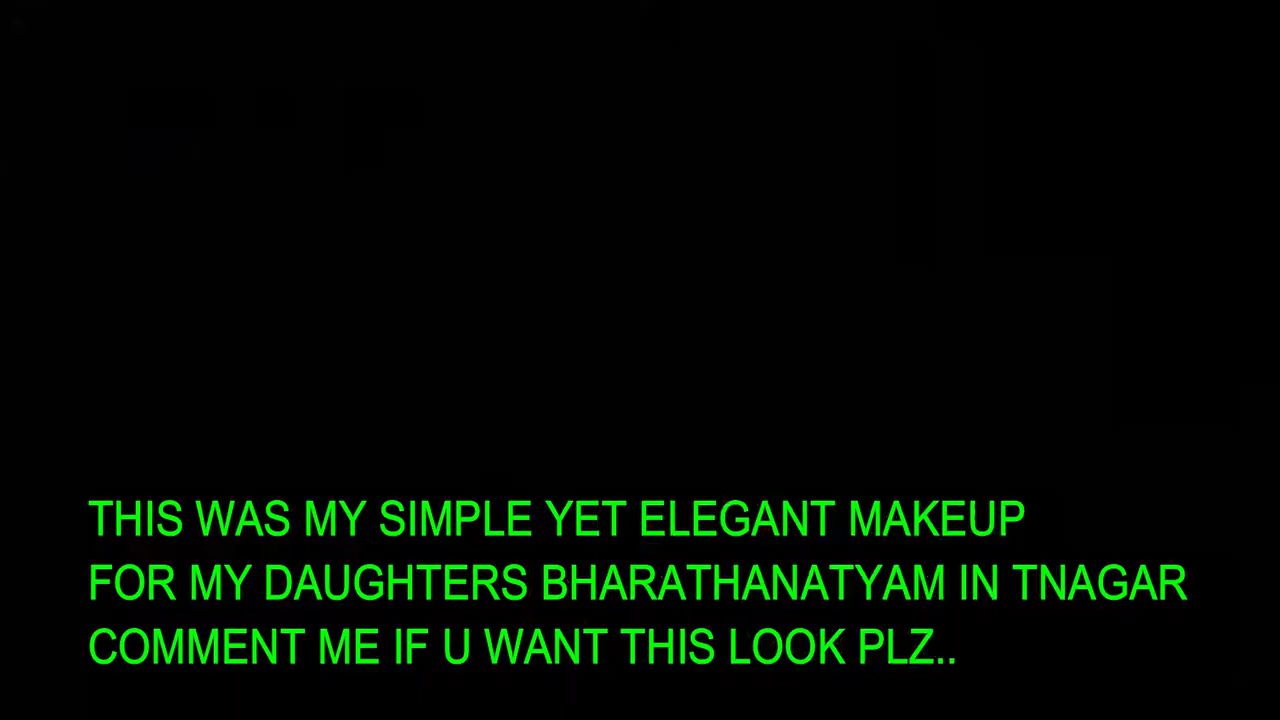 THIS WAS MY SIMPLE YET ELEGANT MAKEUP
FOR MY DAUGHTERS BHARATHANATYAM IN TNAGAR
COMMENT ME IF U WANT THIS LOOK PLZ..